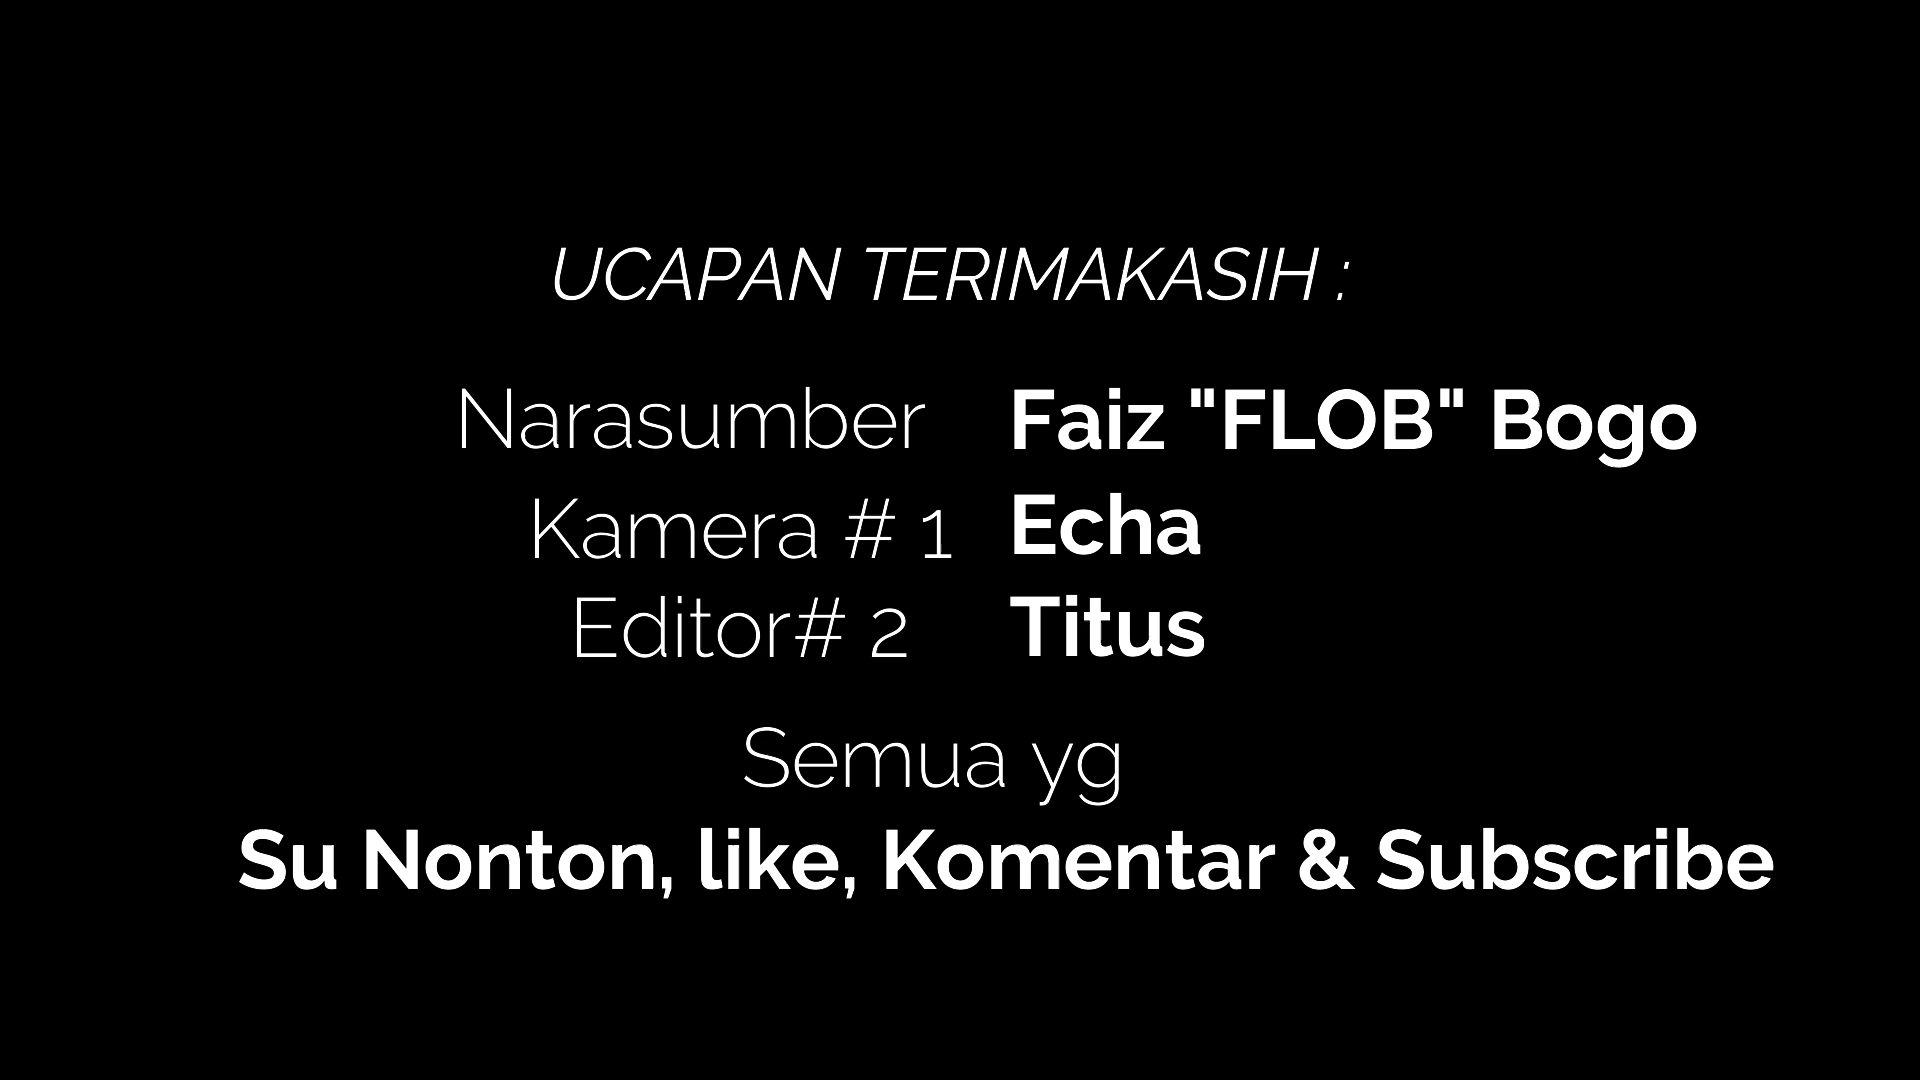 UCAPAN TERIMAKASIH :
Narasumber Faiz "FLOB" Bogo
Kamera # 1 Echa
Editor# 2 Titus
Semua yg
Su Nonton, like, Komentar & Subscribe